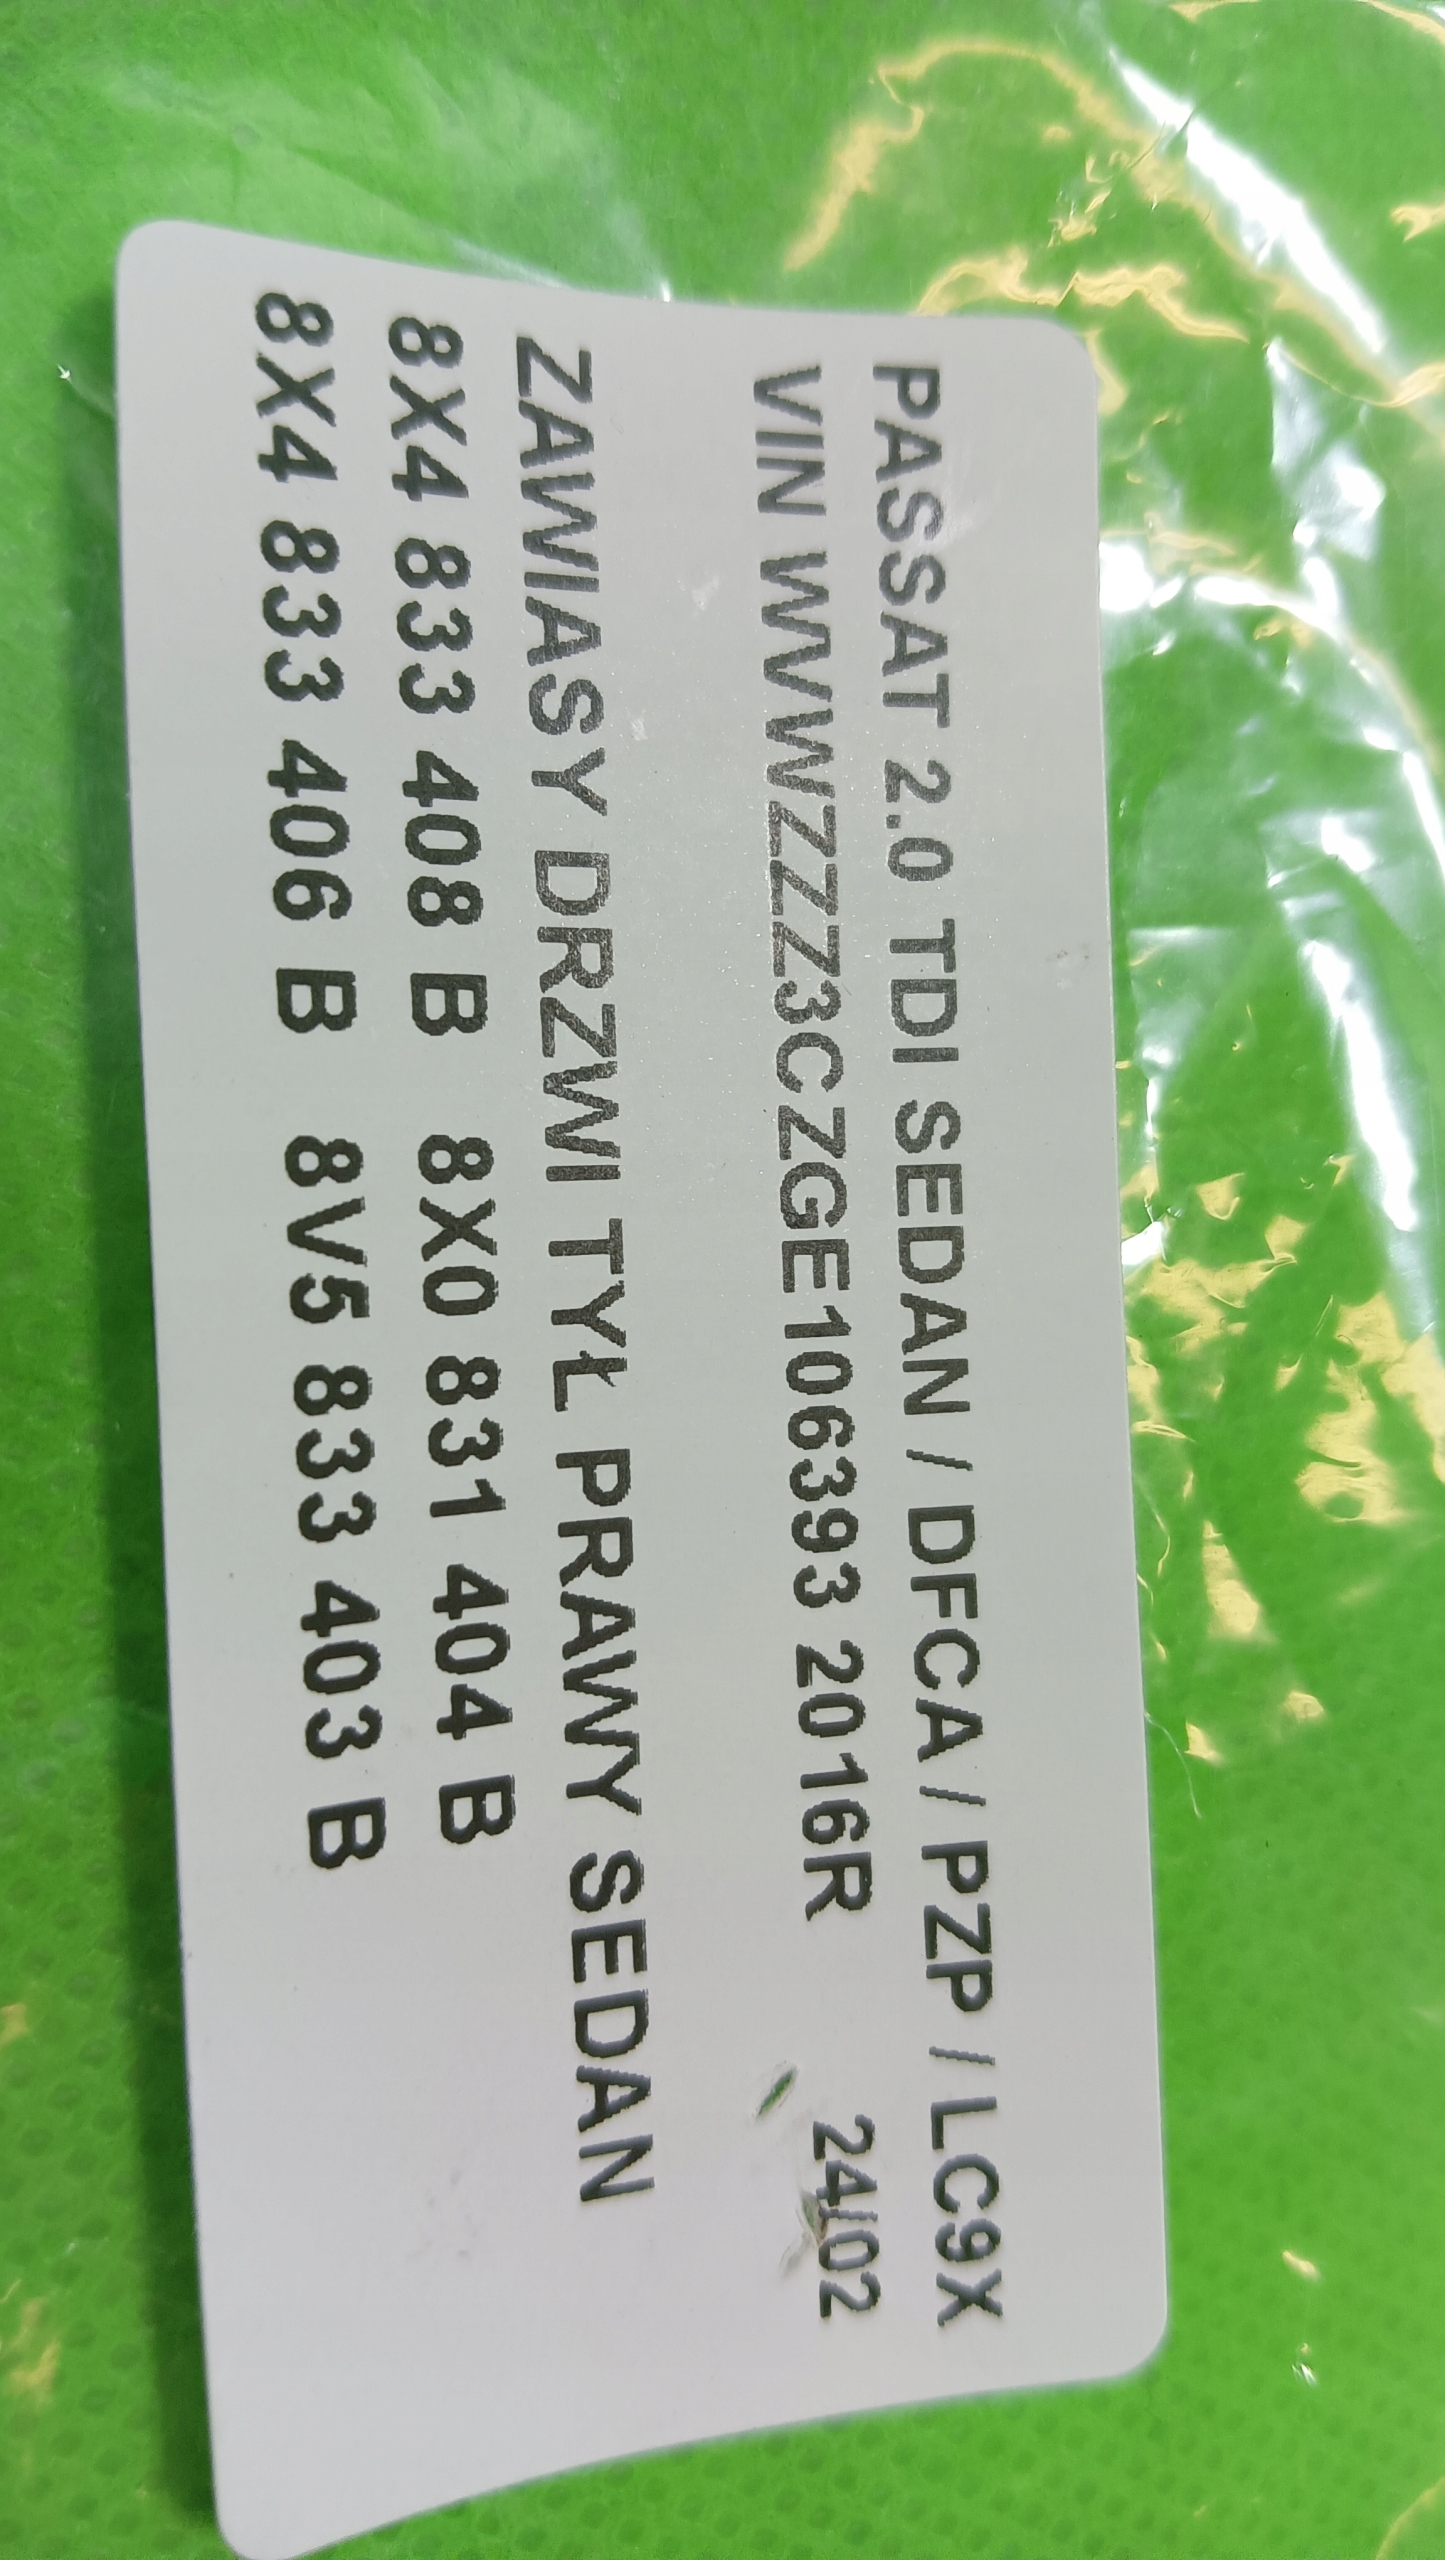 PASSAT 2.0 TDI SEDAN / DFCA / PZP / LC9X
VIN WVWZZZ3CZGE106393 2016R 24/02
ZAWIASY DRZWI TYŁ PRAWY SEDAN
8X4 833 408 B 8X0 831 404 B
8X4 833 406 B 8V5 833 403 B